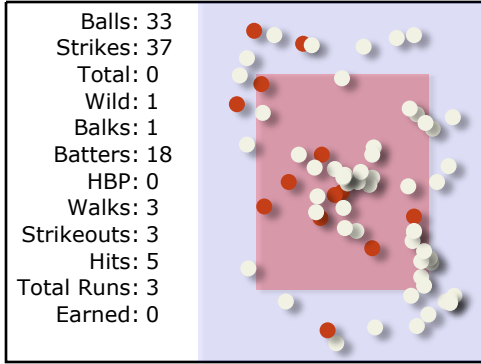 Balls: 33
Strikes: 37
Total: 0
Wild: 1
Balks: 1
Batters: 18
HBP: 0
Walks: 3
Strikeouts: 3
Hits: 5
Total Runs: 3
Earned: 0